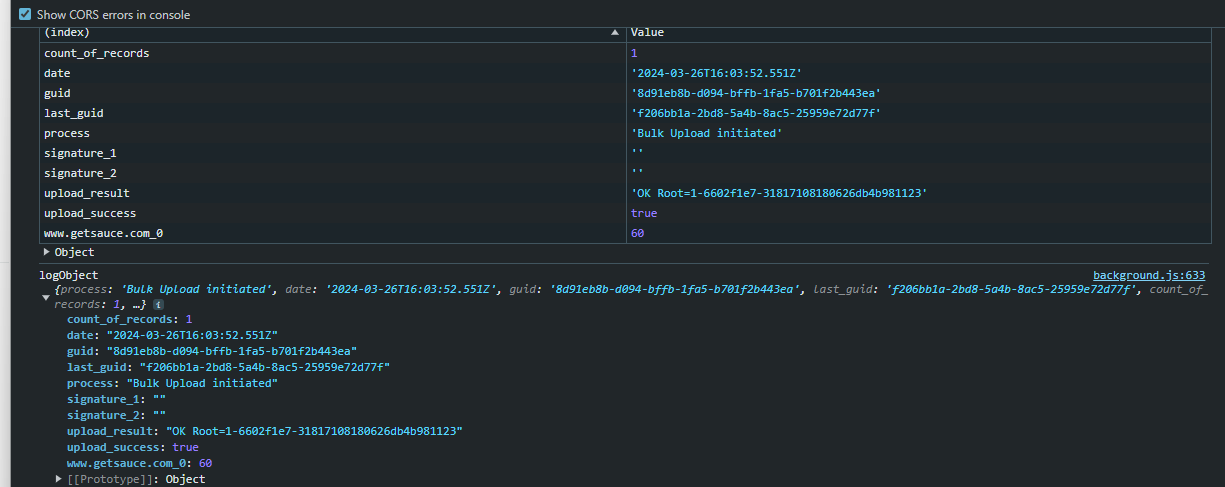 Show CORS errors in console
(index) Value
count_of_records 1
date '2024-03-26T16:03:52.551Z'
guid '8d91eb8b-d094-bffb-1fa5-b701f2b443ea'
last_guid 'f206bb1a-2bd8-5a4b-8ac5-25959e72d77f'
process 'Bulk Upload initiated'
signature_1 ''
signature_2 ''
upload_result 'OK Root=1-6602f1e7-31817108180626db4b981123'
upload_success true
www.getsauce.com_0 60
Object
logObject background.js:633
{process: 'Bulk Upload initiated', date: '2024-03-26T16:03:52.551Z', guid: '8d91eb8b-d094-bffb-1fa5-b701f2b443ea', last_guid: 'f206bb1a-2bd8-5a4b-8ac5-25959e72d77f', count_of_
records: 1, …} i
count_of_records: 1
date: "2024-03-26T16:03:52.551Z"
guid: "8d91eb8b-d094-bffb-1fa5-b701f2b443ea"
last_guid: "f206bb1a-2bd8-5a4b-8ac5-25959e72d77f"
process: "Bulk Upload initiated"
signature_1: ""
signature_2: ""
upload_result: "OK Root=1-6602f1e7-31817108180626db4b981123"
upload_success: true
www.getsauce.com_0: 60
[[Prototype]]: Object